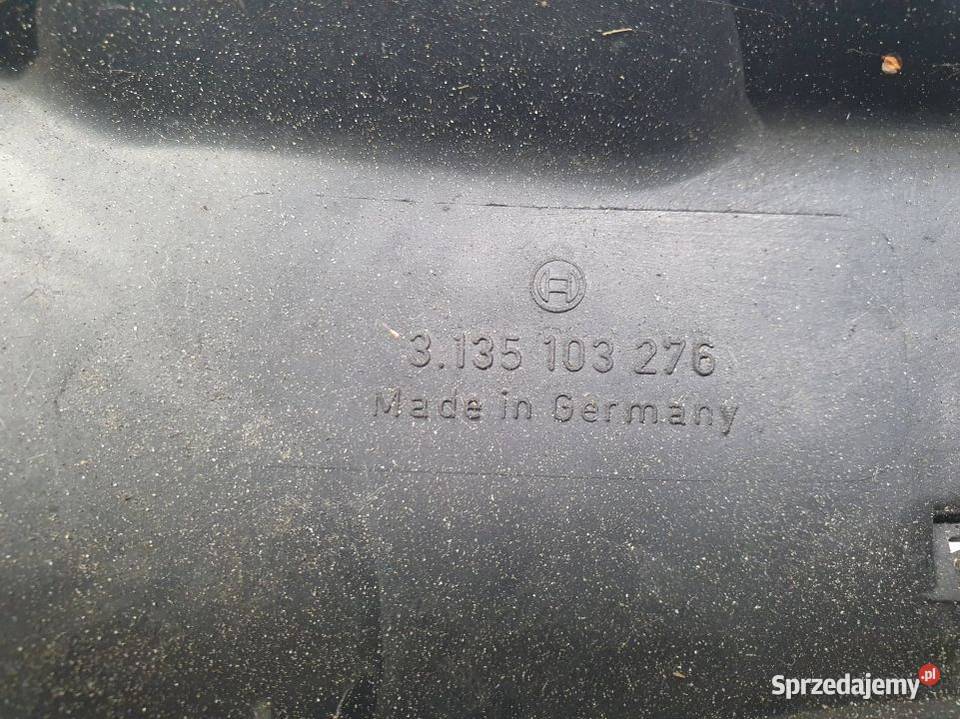 3.135 103 276
Made in Germany
Sprzedajemy.pl